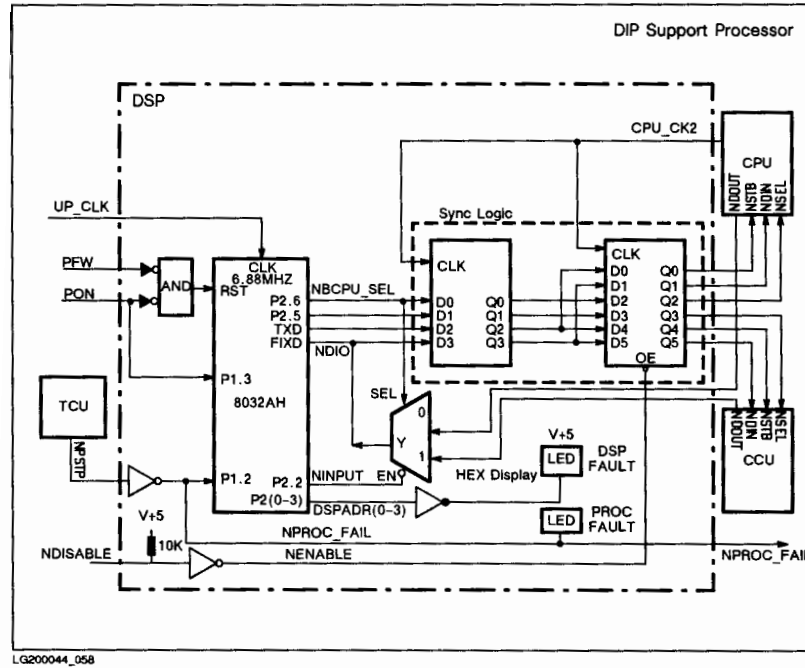 DIP Support Processor
DSP
CPU_CK2
CPU
NDOUT
NSTB
NDIN
NSEL
UP_CLK
Sync Logic
PFW
PON
AND
CLK
6.88MHZ
RST
P2.6
P2.5
TXD
FIXD
P1.3
8032AH
P1.2
P2.2
P2(0-3)
NBCPU_SEL
NDIO
CLK
D0
D1
D2
D3
Q0
Q1
Q2
Q3
CLK
D0
D1
D2
D3
D4
D5
Q0
Q1
Q2
Q3
Q4
Q5
OE
TCU
NPSTP
SEL
0
Y
1
NINPUT
EN
DSPADR(0-3)
HEX Display
V+5
LED
DSP
FAULT
LED
PROC
FAULT
NDOUT
NDIN
NSTB
NSEL
CCU
V+5
10K
NPROC_FAIL
NPROC_FAIL
NDISABLE
NENABLE
LG200044_058